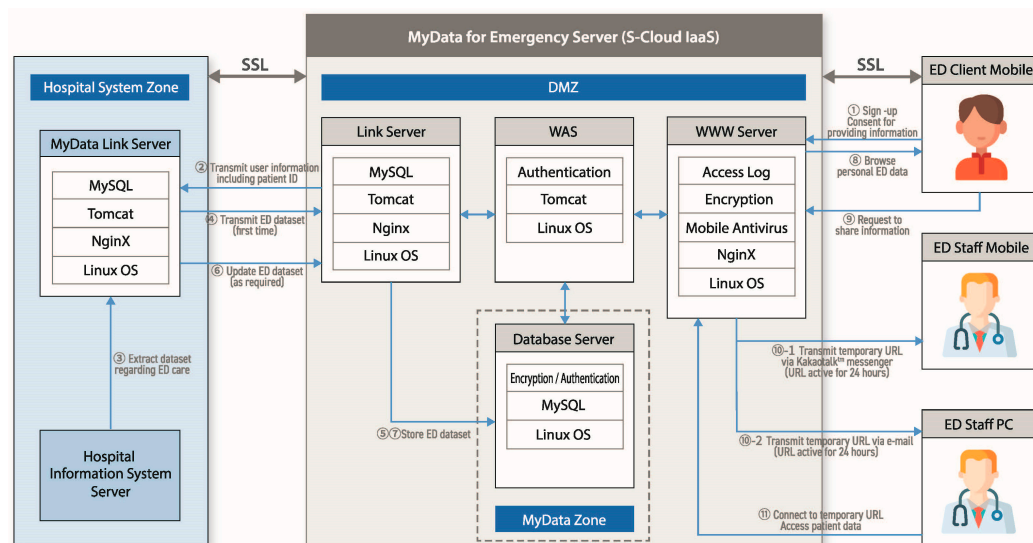 MyData for Emergency Server (S-Cloud IaaS)
SSL
SSL
Hospital System Zone
DMZ
ED Client Mobile
MyData Link Server
MySQL
Tomcat
NginX
Linux OS
② Transmit user information
including patient ID
④ Transmit ED dataset
(first time)
⑥ Update ED dataset
(as required)
③ Extract dataset
regarding ED care
Hospital
Information System
Server
Link Server
MySQL
Tomcat
Nginx
Linux OS
WAS
Authentication
Tomcat
Linux OS
WWW Server
Access Log
Encryption
Mobile Antivirus
NginX
Linux OS
① Sign -up
Consent for
providing information
⑧ Browse
personal ED data
⑨ Request to
share information
Database Server
Encryption / Authentication
MySQL
Linux OS
⑤⑦Store ED dataset
MyData Zone
ED Staff Mobile
⑩-1 Transmit temporary URL
via Kakaotalk™ messenger
(URL active for 24 hours)
ED Staff PC
⑩-2 Transmit temporary URL via e-mail
(URL active for 24 hours)
⑪ Connect to temporary URL
Access patient data